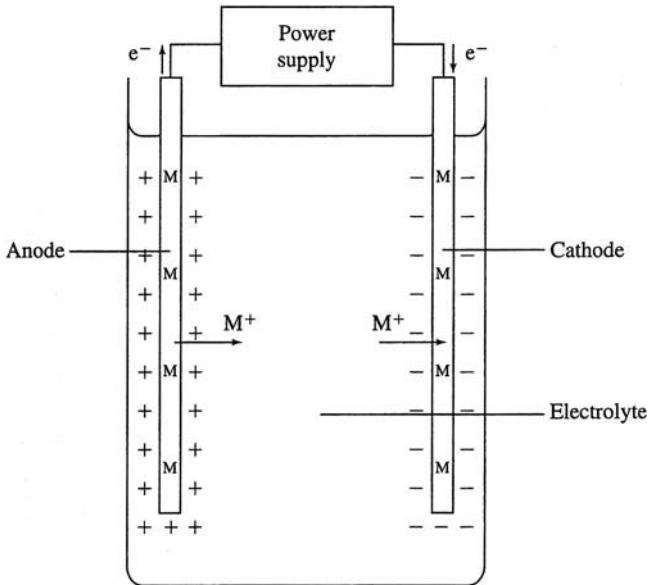 Power
supply
e⁻
e⁻
M
M
Anode
Cathode
M
M
M⁺
M⁺
M
M
Electrolyte
M
M
+ +
+ +
+ +
+ +
+ +
+ +
+ +
+ +
+ +
+ + +
− −
− −
− −
− −
− −
− −
− −
− −
− −
− − −